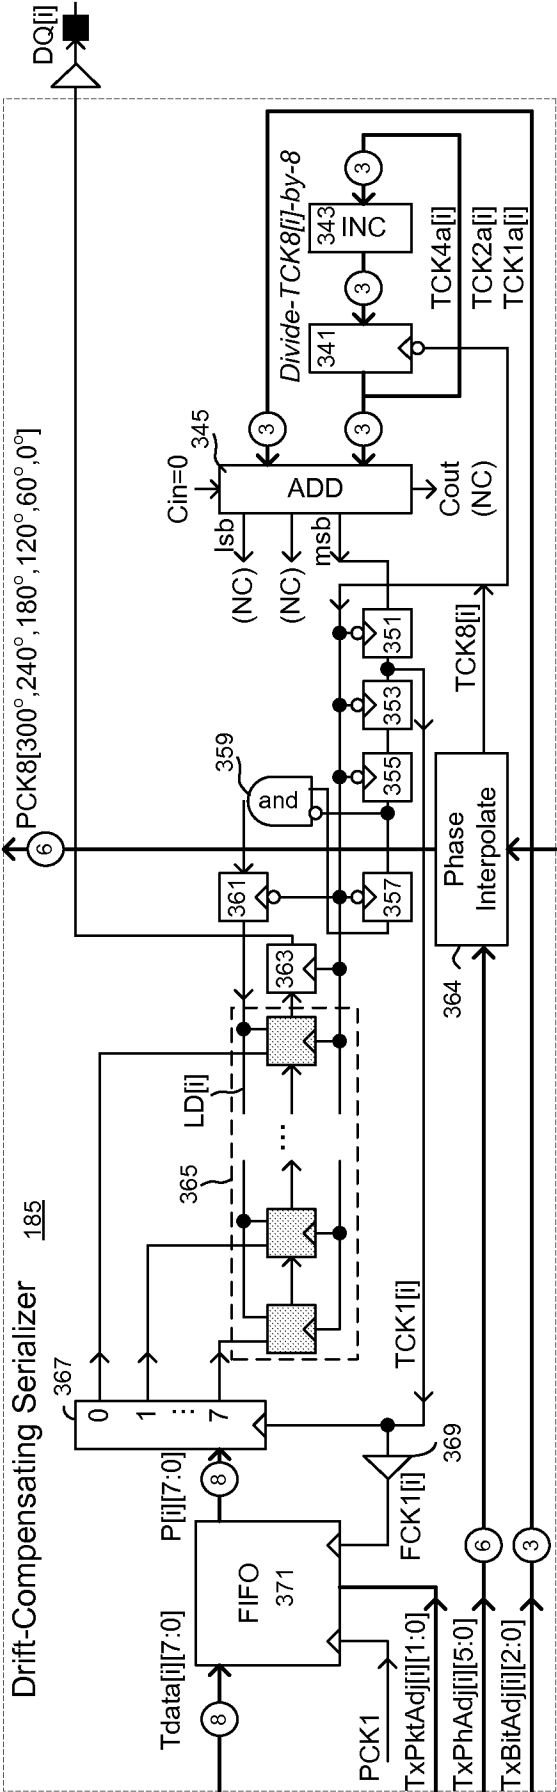 Drift-Compensating Serializer 185
DQ[i]
PCK8[300°,240°,180°,120°,60°,0°]
6
Tdata[i][7:0]
8
FIFO
371
P[i][7:0]
8
367
0
1
...
7
365
LD[i]
...
363
361
359
and
357
355
353
351
Cin=0
345
lsb
(NC)
(NC)
msb
ADD
Cout
(NC)
3
3
Divide-TCK8[i]-by-8
341
3
343
INC
3
TCK4a[i]
TCK2a[i]
TCK1a[i]
TCK8[i]
Phase
Interpolate
364
TCK1[i]
369
FCK1[i]
PCK1
TxPktAdj[i][1:0]
TxPhAdj[i][5:0]
6
TxBitAdj[i][2:0]
3